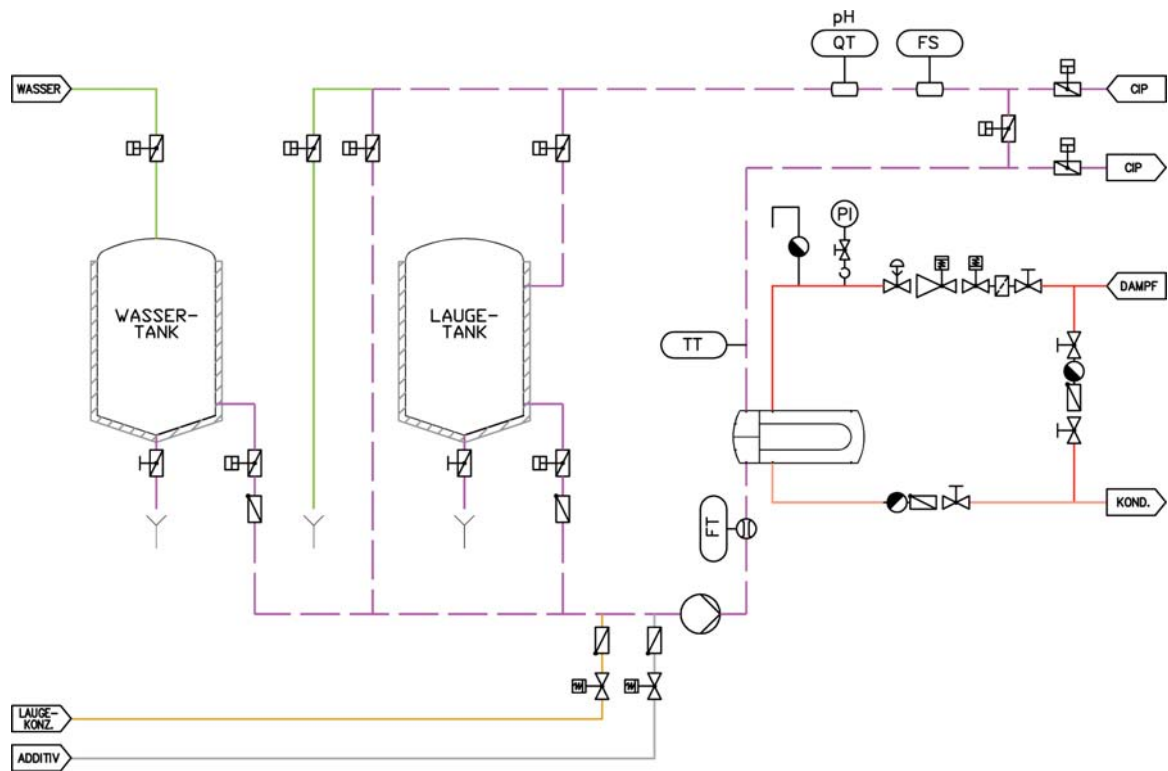 pH
QT
FS
WASSER
CIP
CIP
PI
DAMPF
WASSER-
TANK
LAUGE-
TANK
TT
KOND.
FT
LAUGE-
KONZ.
ADDITIV